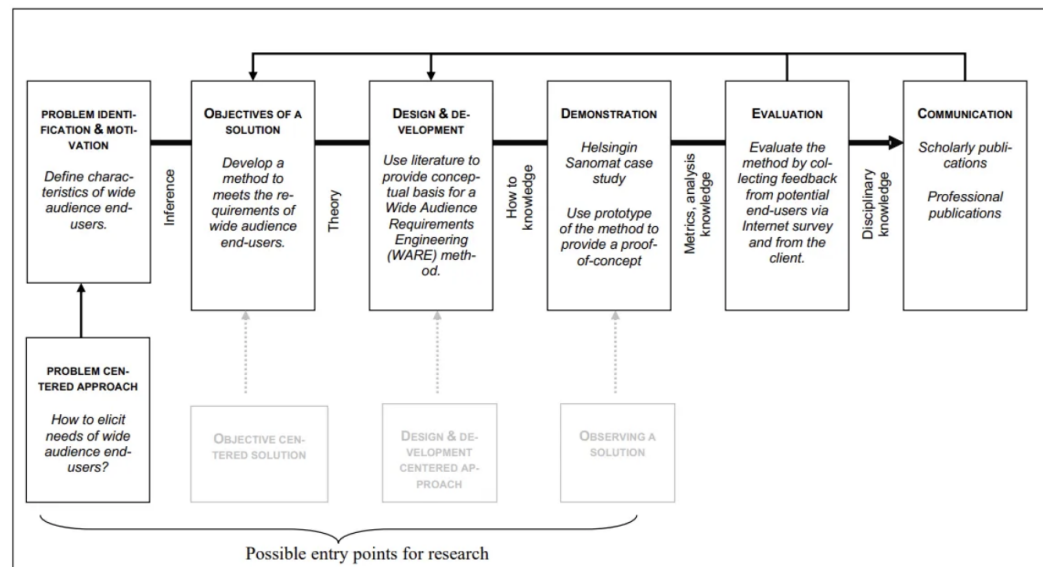 PROBLEM IDENTI-
FICATION & MOTI-
VATION
Define charac-
teristics of wide
audience end-
users.
Inference
OBJECTIVES OF A
SOLUTION
Develop a
method to
meets the re-
quirements of
wide audience
end-users.
Theory
DESIGN & DE-
VELOPMENT
Use literature to
provide concep-
tual basis for a
Wide Audience
Requirements
Engineering
(WARE) meth-
od.
How to
knowledge
DEMONSTRATION
Helsingin
Sanomat case
study
Use prototype
of the method to
provide a proof-
of-concept
Metrics, analysis
knowledge
EVALUATION
Evaluate the
method by col-
lecting feedback
from potential
end-users via
Internet survey
and from the
client.
Disciplinary
knowledge
COMMUNICATION
Scholarly publi-
cations
Professional
publications
PROBLEM CEN-
TERED APPROACH
How to elicit
needs of wide
audience end-
users?
OBJECTIVE CEN-
TERED SOLUTION
DESIGN & DE-
VELOPMENT
CENTERED AP-
PROACH
OBSERVING A
SOLUTION
Possible entry points for research